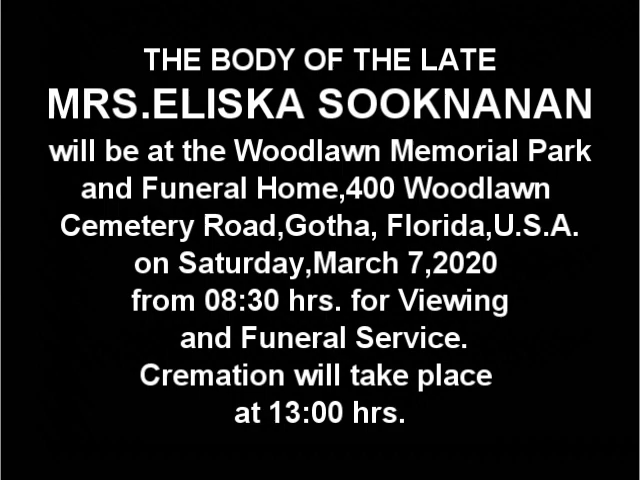 THE BODY OF THE LATE
MRS.ELISKA SOOKNANAN
will be at the Woodlawn Memorial Park
and Funeral Home,400 Woodlawn
Cemetery Road,Gotha, Florida,U.S.A.
on Saturday,March 7,2020
from 08:30 hrs. for Viewing
and Funeral Service.
Cremation will take place
at 13:00 hrs.